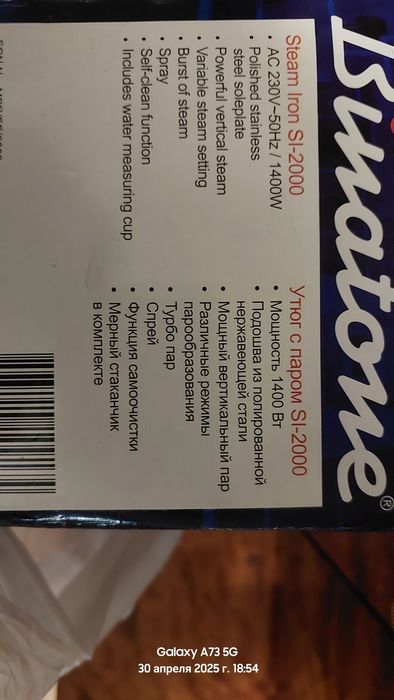 Binatone®
Steam Iron SI-2000
• AC 230V~50Hz / 1400W
• Polished stainless
steel soleplate
• Powerful vertical steam
• Variable steam setting
• Burst of steam
• Spray
• Self-clean function
• Includes water measuring cup
Утюг с паром SI-2000
• Мощность 1400 Вт
• Подошва из полированной
нержавеющей стали
• Мощный вертикальный пар
• Различные режимы
парообразования
• Турбо пар
• Спрей
• Функция самоочистки
• Мерный стаканчик
в комплекте
Galaxy A73 5G
30 апреля 2025 г. 18:54